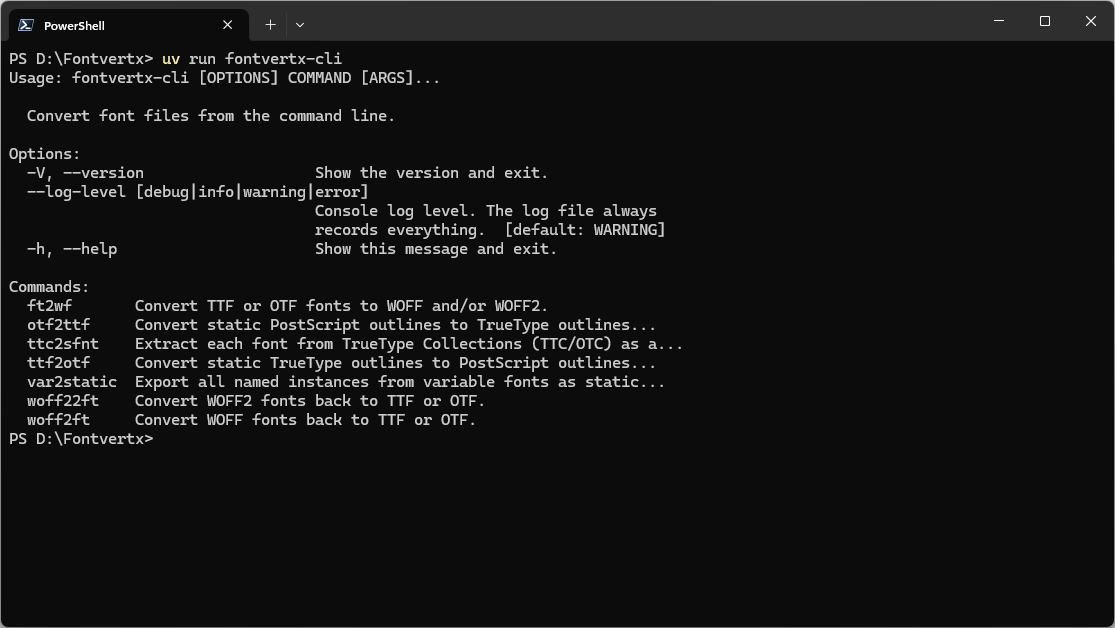 PowerShell
PS D:\Fontvertx> uv run fontvertx-cli
Usage: fontvertx-cli [OPTIONS] COMMAND [ARGS]...

  Convert font files from the command line.

Options:
  -V, --version                   Show the version and exit.
  --log-level [debug|info|warning|error]
                                  Console log level. The log file always
                                  records everything.  [default: WARNING]
  -h, --help                      Show this message and exit.

Commands:
  ft2wf       Convert TTF or OTF fonts to WOFF and/or WOFF2.
  otf2ttf     Convert static PostScript outlines to TrueType outlines...
  ttc2sfnt    Extract each font from TrueType Collections (TTC/OTC) as a...
  ttf2otf     Convert static TrueType outlines to PostScript outlines...
  var2static  Export all named instances from variable fonts as static...
  woff22ft    Convert WOFF2 fonts back to TTF or OTF.
  woff2ft     Convert WOFF fonts back to TTF or OTF.
PS D:\Fontvertx>